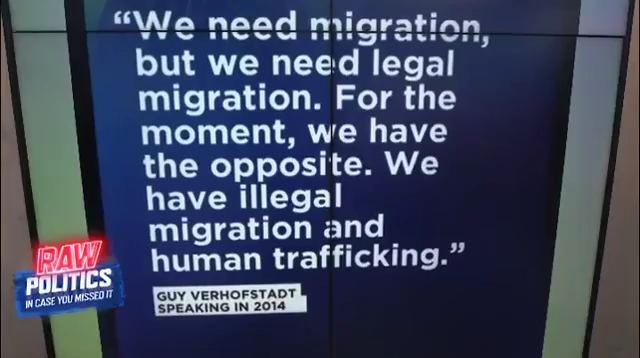 “We need migration,
but we need legal
migration. For the
moment, we have
the opposite. We
have illegal
migration and
human trafficking.”
GUY VERHOFSTADT
SPEAKING IN 2014
RAW
POLITICS
IN CASE YOU MISSED IT